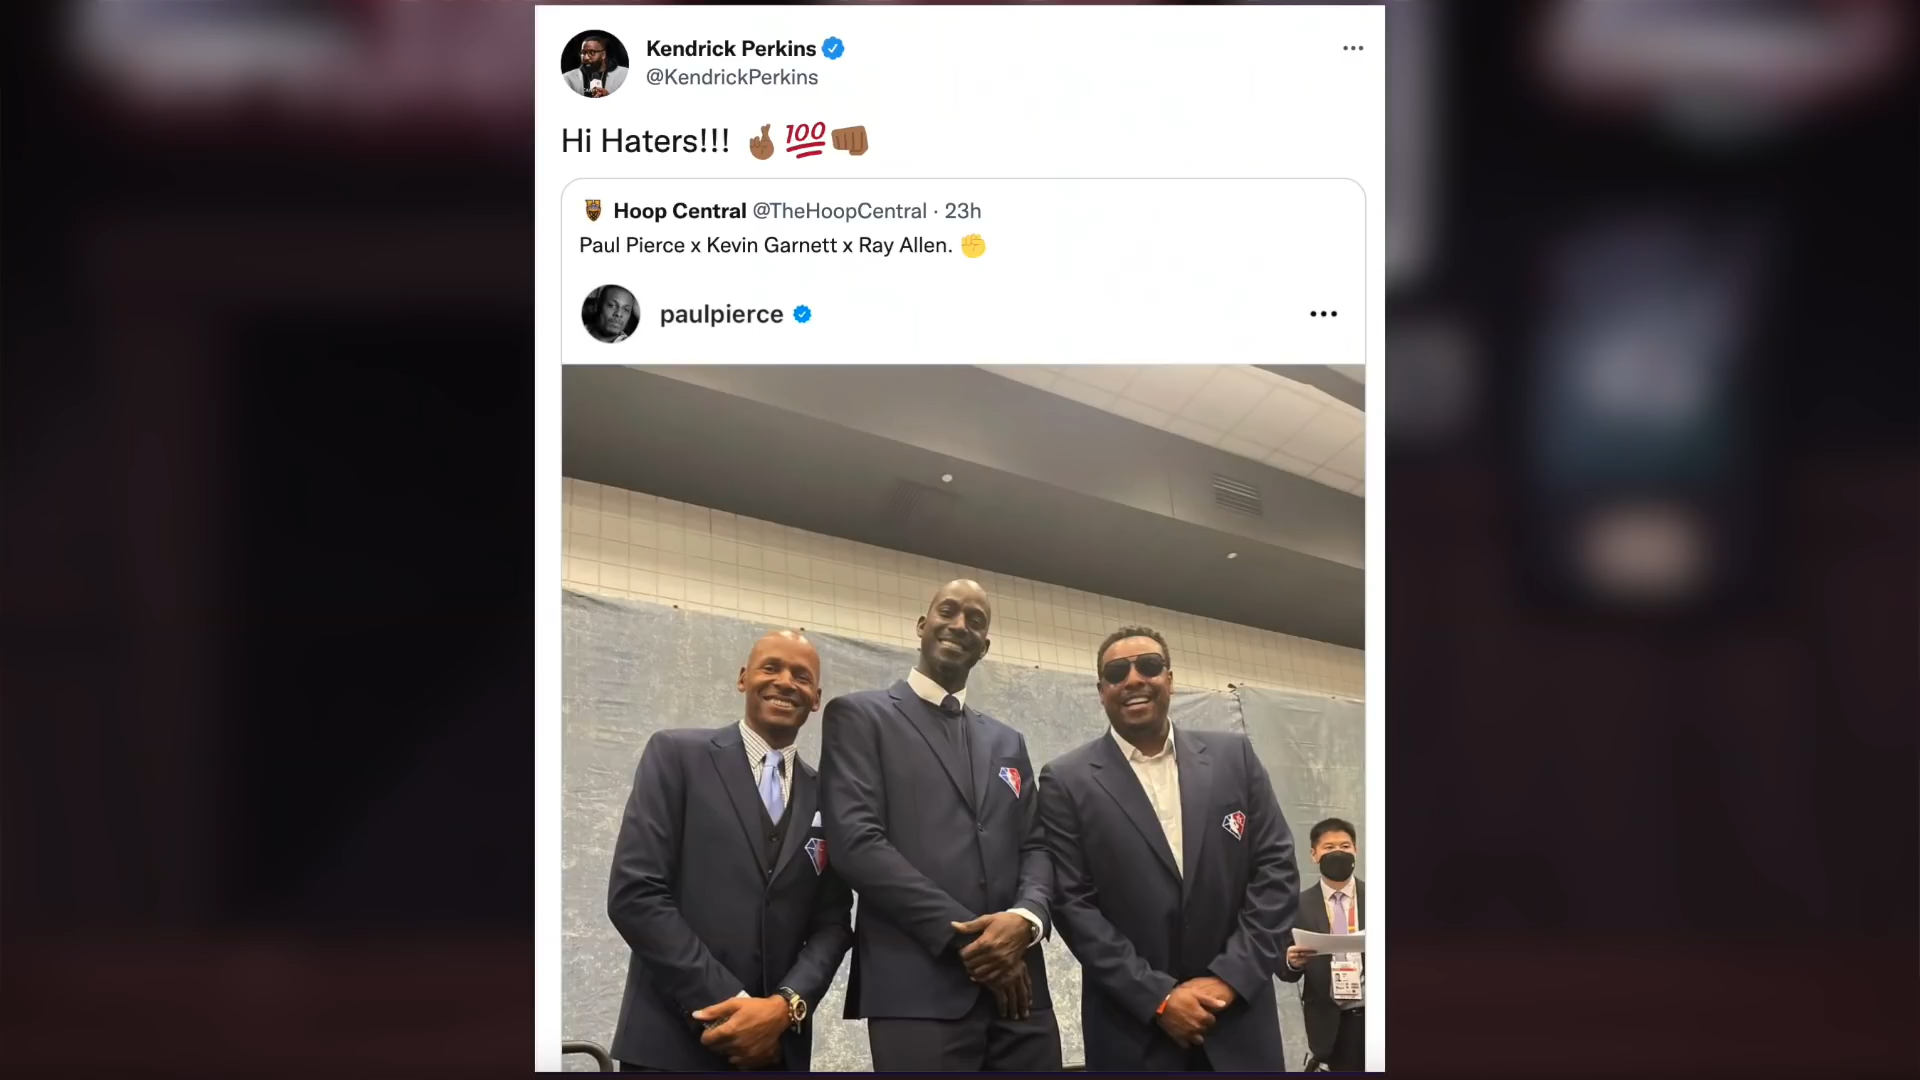 Kendrick Perkins
@KendrickPerkins
Hi Haters!!! 🤞🏾💯👊🏾
Hoop Central @TheHoopCentral · 23h
Paul Pierce x Kevin Garnett x Ray Allen. ✊
paulpierce